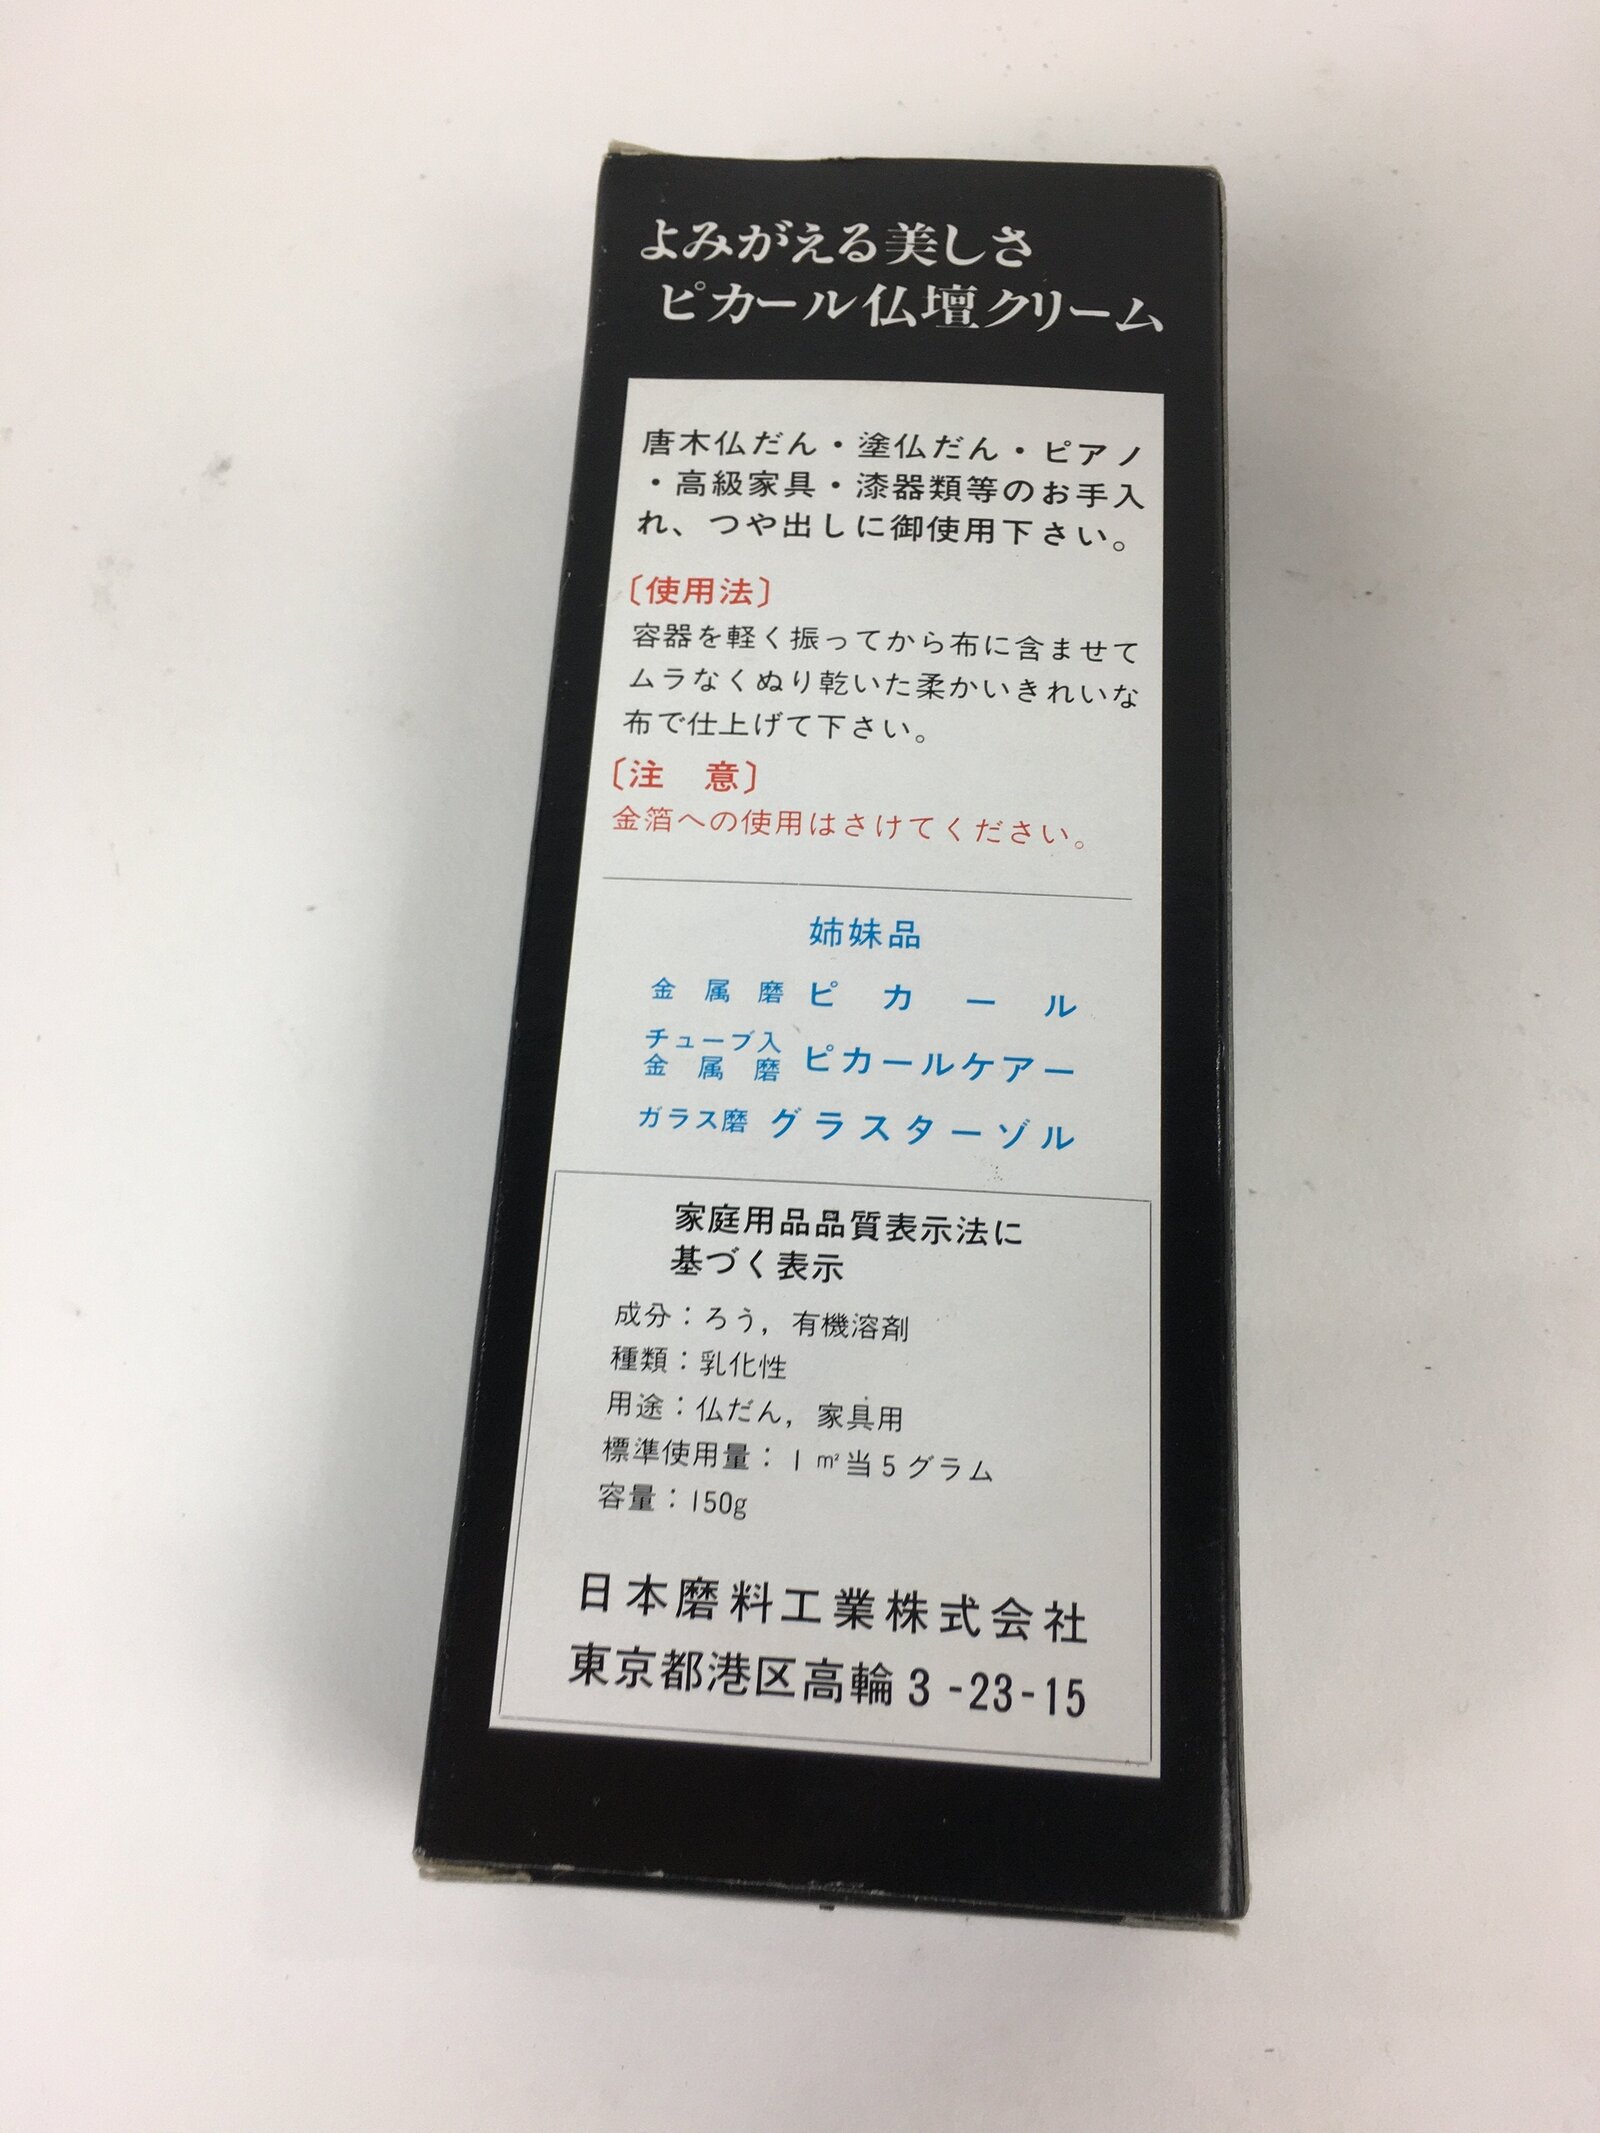 よみがえる美しさ
ピカール仏壇クリーム
唐木仏だん・塗仏だん・ピアノ
・高級家具・漆器類等のお手入
れ、つや出しに御使用下さい。
〔使用法〕
容器を軽く振ってから布に含ませて
ムラなくぬり乾いた柔かいきれいな
布で仕上げて下さい。
〔注　意〕
金箔への使用はさけてください。
姉妹品
金属磨 ピカール
チューブ入
金属磨 ピカールケアー
ガラス磨 グラスターゾル
家庭用品品質表示法に
基づく表示
成分：ろう，有機溶剤
種類：乳化性
用途：仏だん，家具用
標準使用量：1㎡当5グラム
容量：150g
日本磨料工業株式会社
東京都港区高輪3-23-15